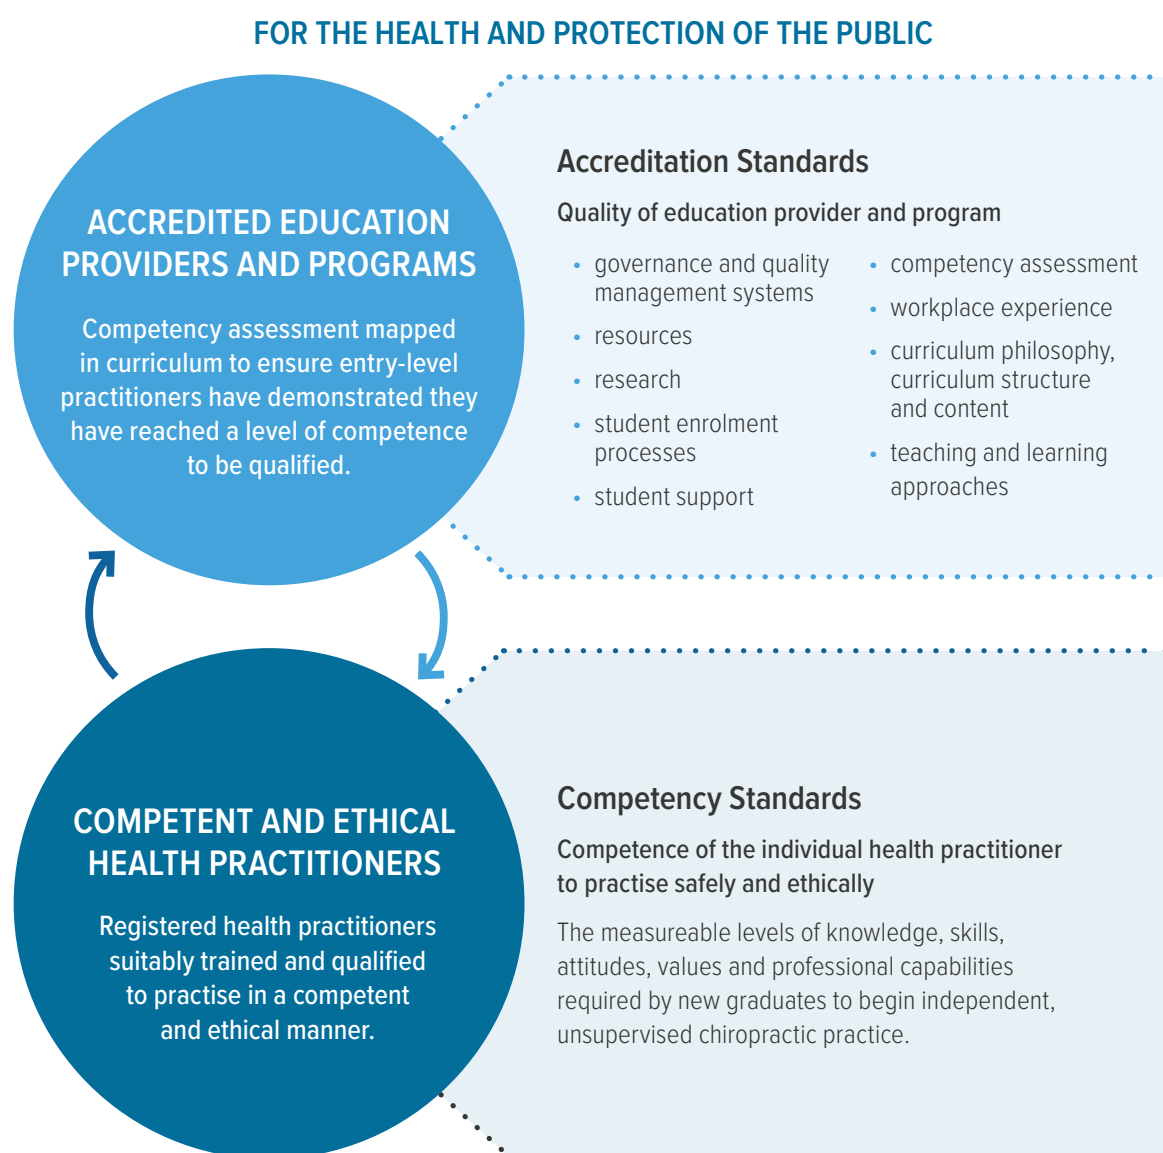 FOR THE HEALTH AND PROTECTION OF THE PUBLIC
ACCREDITED EDUCATION
PROVIDERS AND PROGRAMS
Competency assessment mapped
in curriculum to ensure entry-level
practitioners have demonstrated they
have reached a level of competence
to be qualified.
Accreditation Standards
Quality of education provider and program
• governance and quality
management systems
• resources
• research
• student enrolment
processes
• student support
• competency assessment
• workplace experience
• curriculum philosophy,
curriculum structure
and content
• teaching and learning
approaches
COMPETENT AND ETHICAL
HEALTH PRACTITIONERS
Registered health practitioners
suitably trained and qualified
to practise in a competent
and ethical manner.
Competency Standards
Competence of the individual health practitioner
to practise safely and ethically
The measureable levels of knowledge, skills,
attitudes, values and professional capabilities
required by new graduates to begin independent,
unsupervised chiropractic practice.